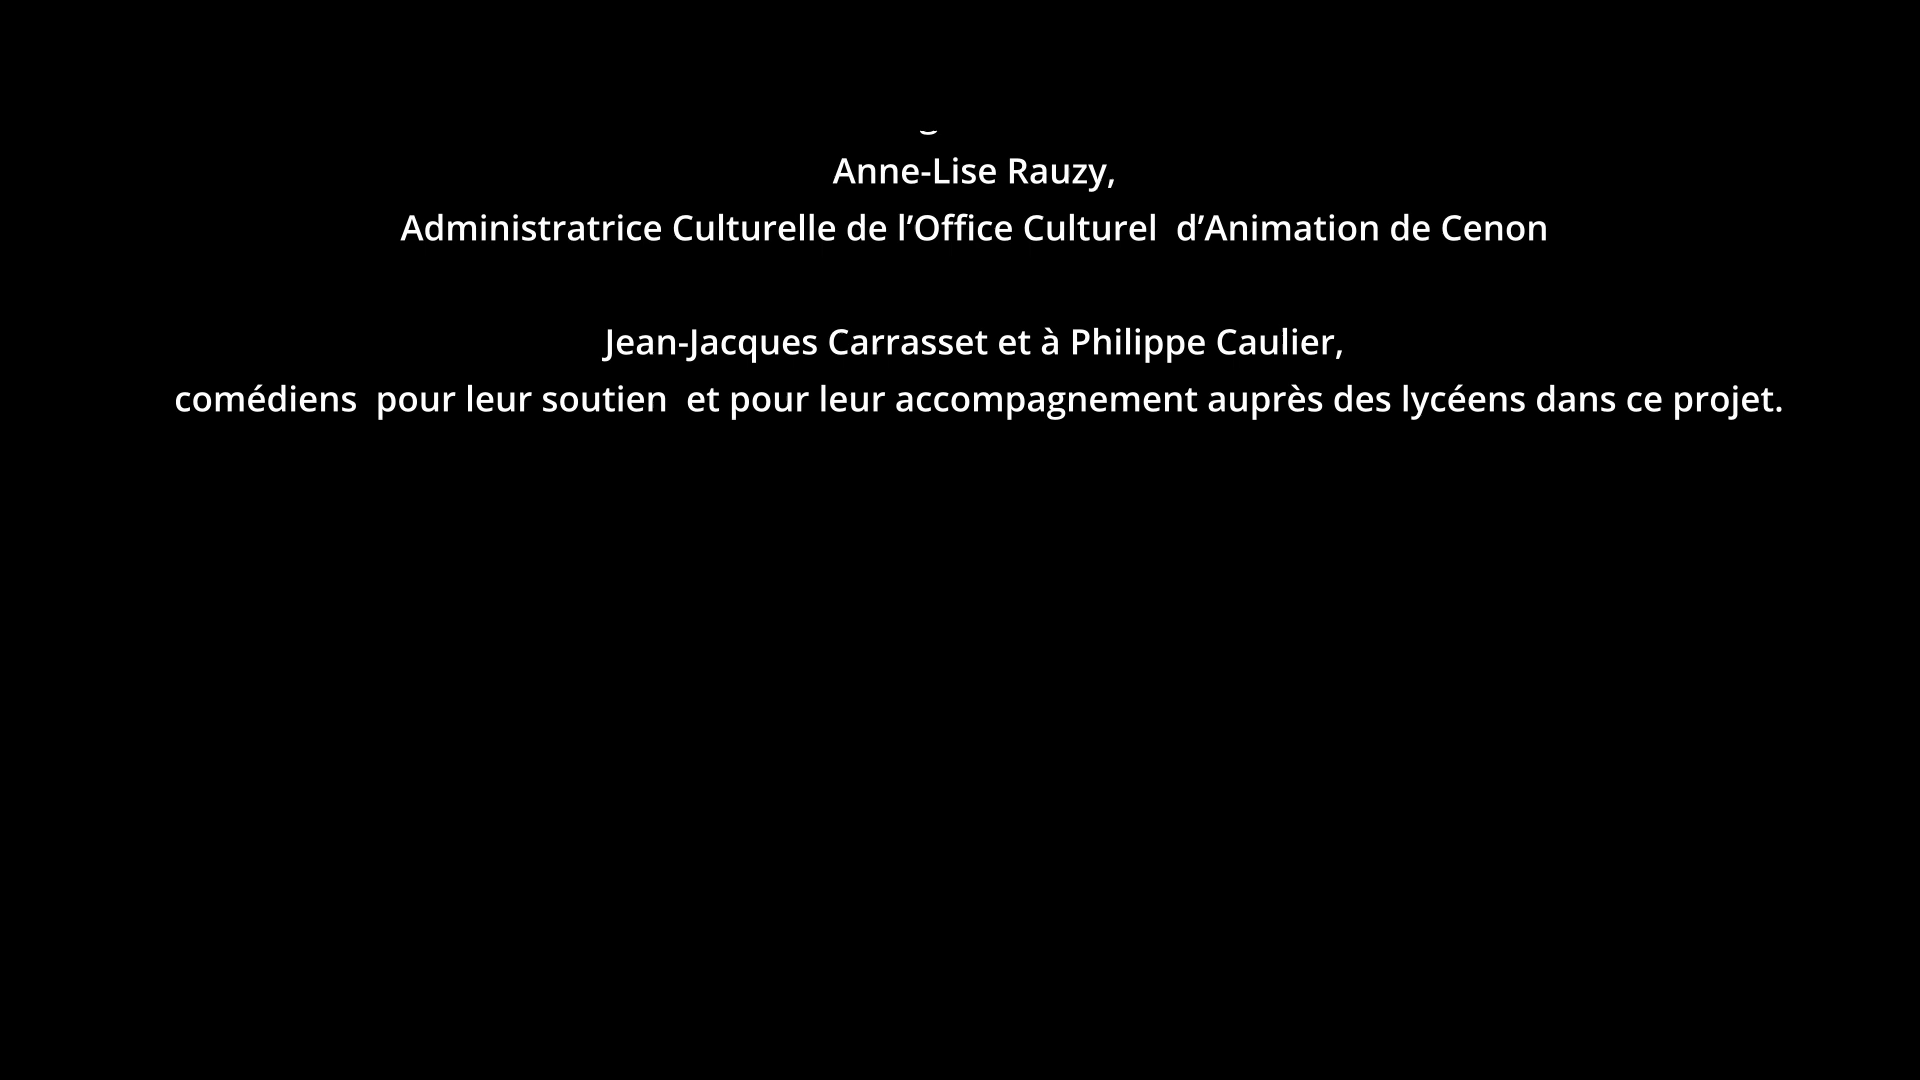 Anne-Lise Rauzy,
Administratrice Culturelle de l’Office Culturel  d’Animation de Cenon
Jean-Jacques Carrasset et à Philippe Caulier,
comédiens  pour leur soutien  et pour leur accompagnement auprès des lycéens dans ce projet.